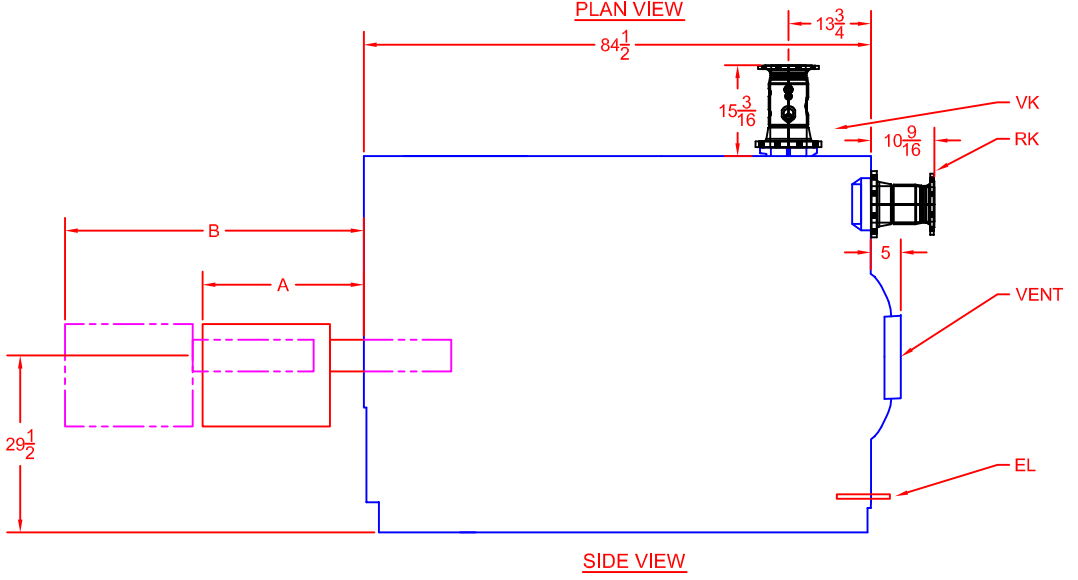 PLAN VIEW
13 3/4
84 1/2
15 3/16
VK
10 9/16
RK
B
5
A
VENT
29 1/2
EL
SIDE VIEW